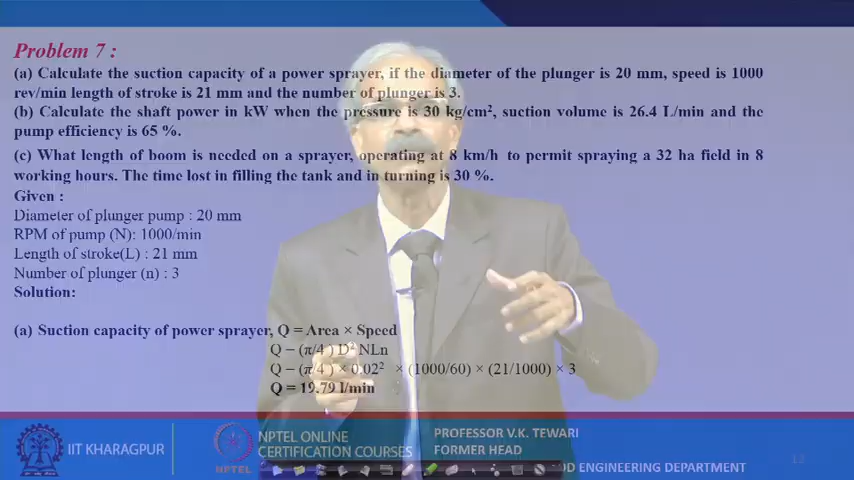 Problem 7 :
(a) Calculate the suction capacity of a power sprayer, if the diameter of the plunger is 20 mm, speed is 1000
rev/min length of stroke is 21 mm and the number of plunger is 3.
(b) Calculate the shaft power in kW when the pressure is 30 kg/cm², suction volume is 26.4 L/min and the
pump efficiency is 65 %.
(c) What length of boom is needed on a sprayer, operating at 8 km/h to permit spraying a 32 ha field in 8
working hours. The time lost in filling the tank and in turning is 30 %.
Given :
Diameter of plunger pump : 20 mm
RPM of pump (N): 1000/min
Length of stroke(L) : 21 mm
Number of plunger (n) : 3
Solution:
(a) Suction capacity of power sprayer, Q = Area × Speed
Q = (π/4 ) D² NLn
Q = (π/4 ) × 0.02² × (1000/60) × (21/1000) × 3
Q = 19.79 l/min
IIT KHARAGPUR
NPTEL
NPTEL ONLINE
CERTIFICATION COURSES
PROFESSOR V.K. TEWARI
FORMER HEAD
OD ENGINEERING DEPARTMENT